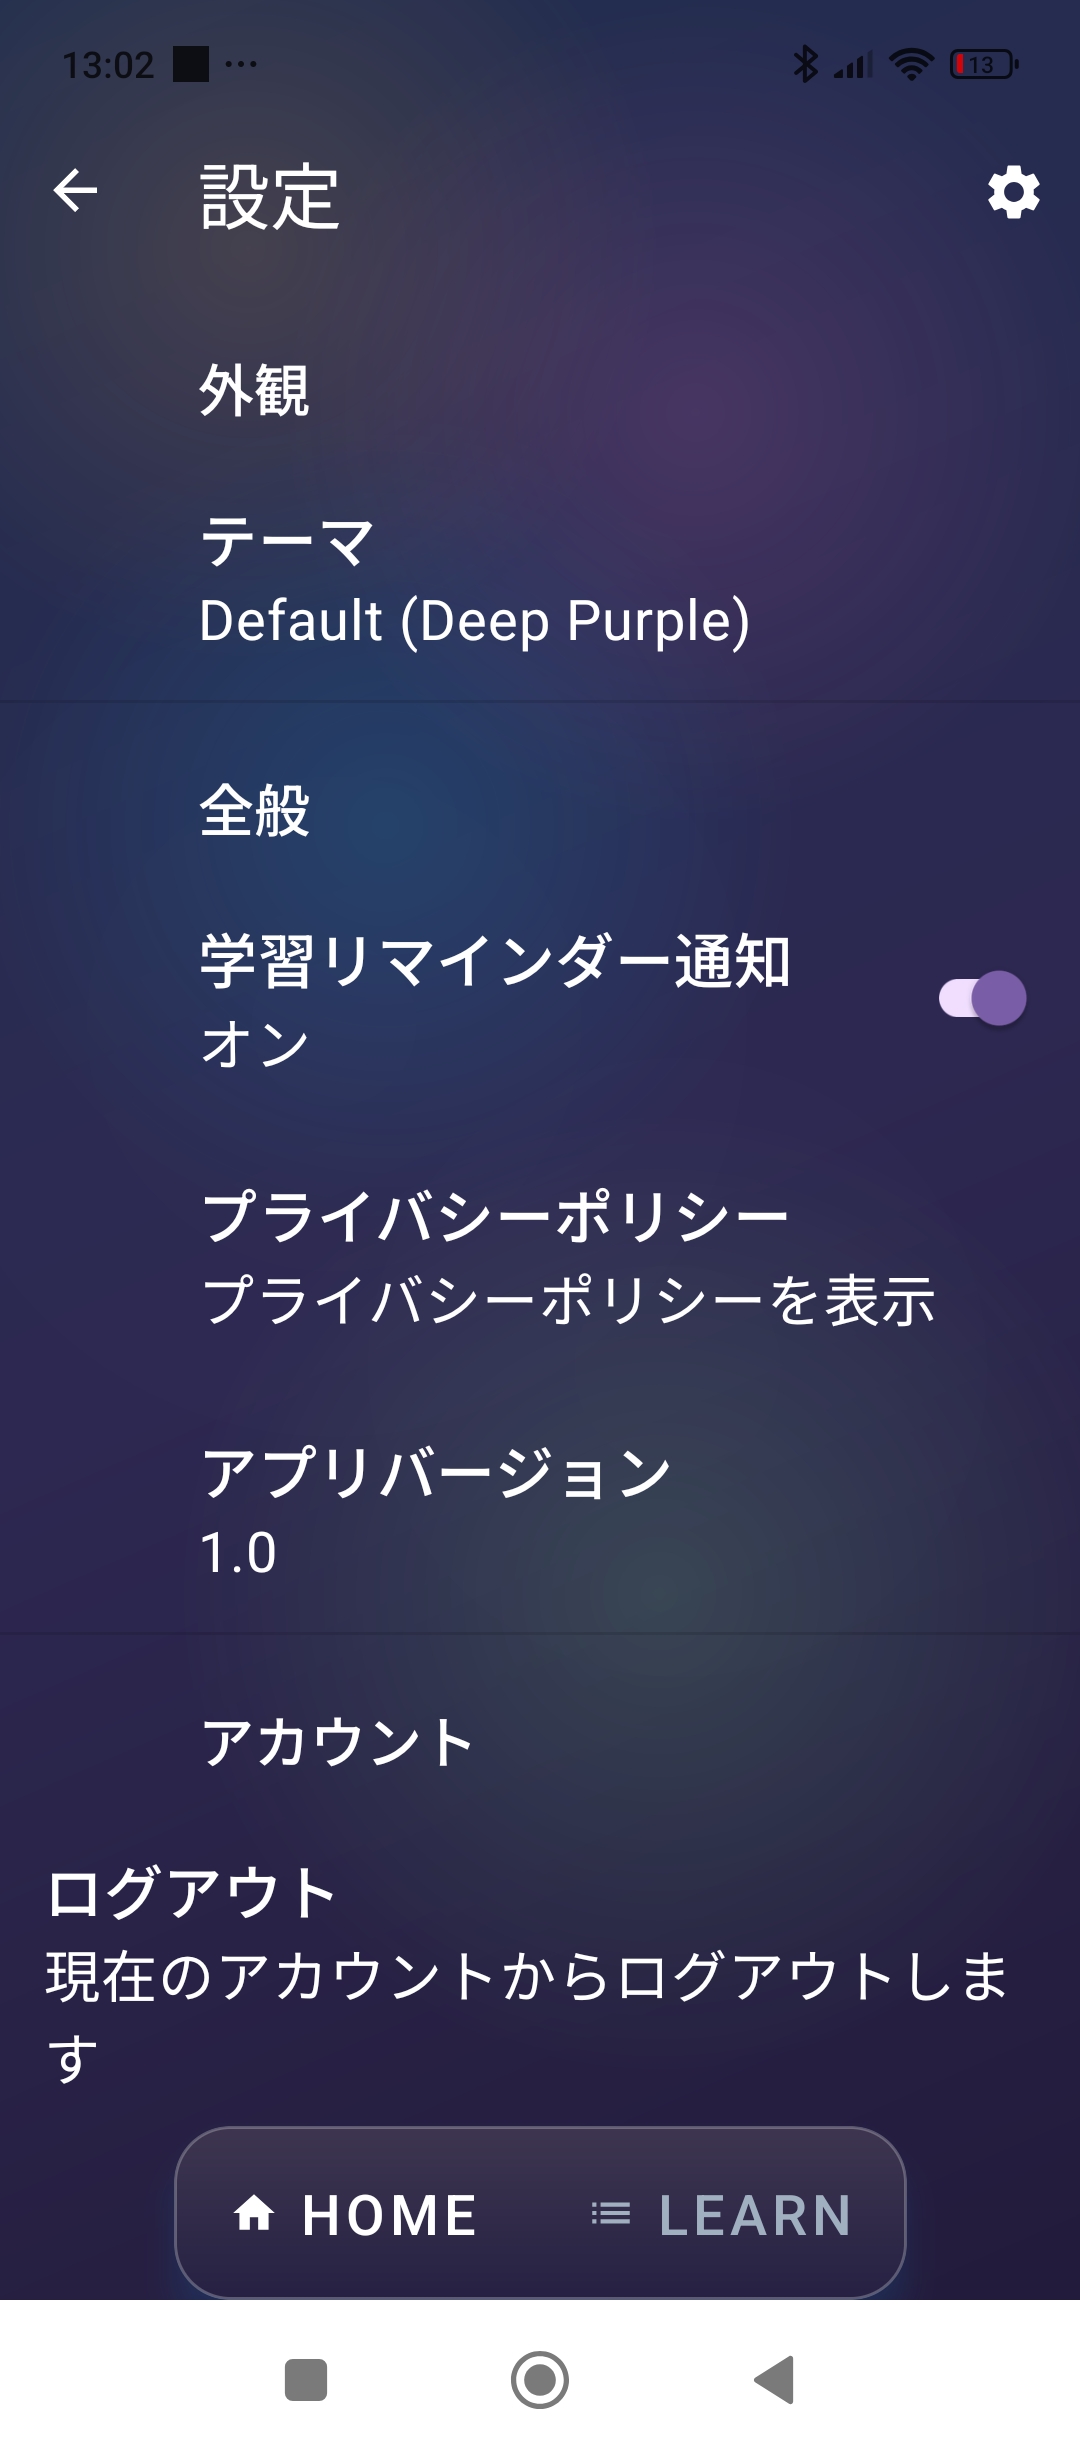 13:02
13
設定
外観
テーマ
Default (Deep Purple)
全般
学習リマインダー通知
オン
プライバシーポリシー
プライバシーポリシーを表示
アプリバージョン
1.0
アカウント
ログアウト
現在のアカウントからログアウトしま
す
HOME
LEARN